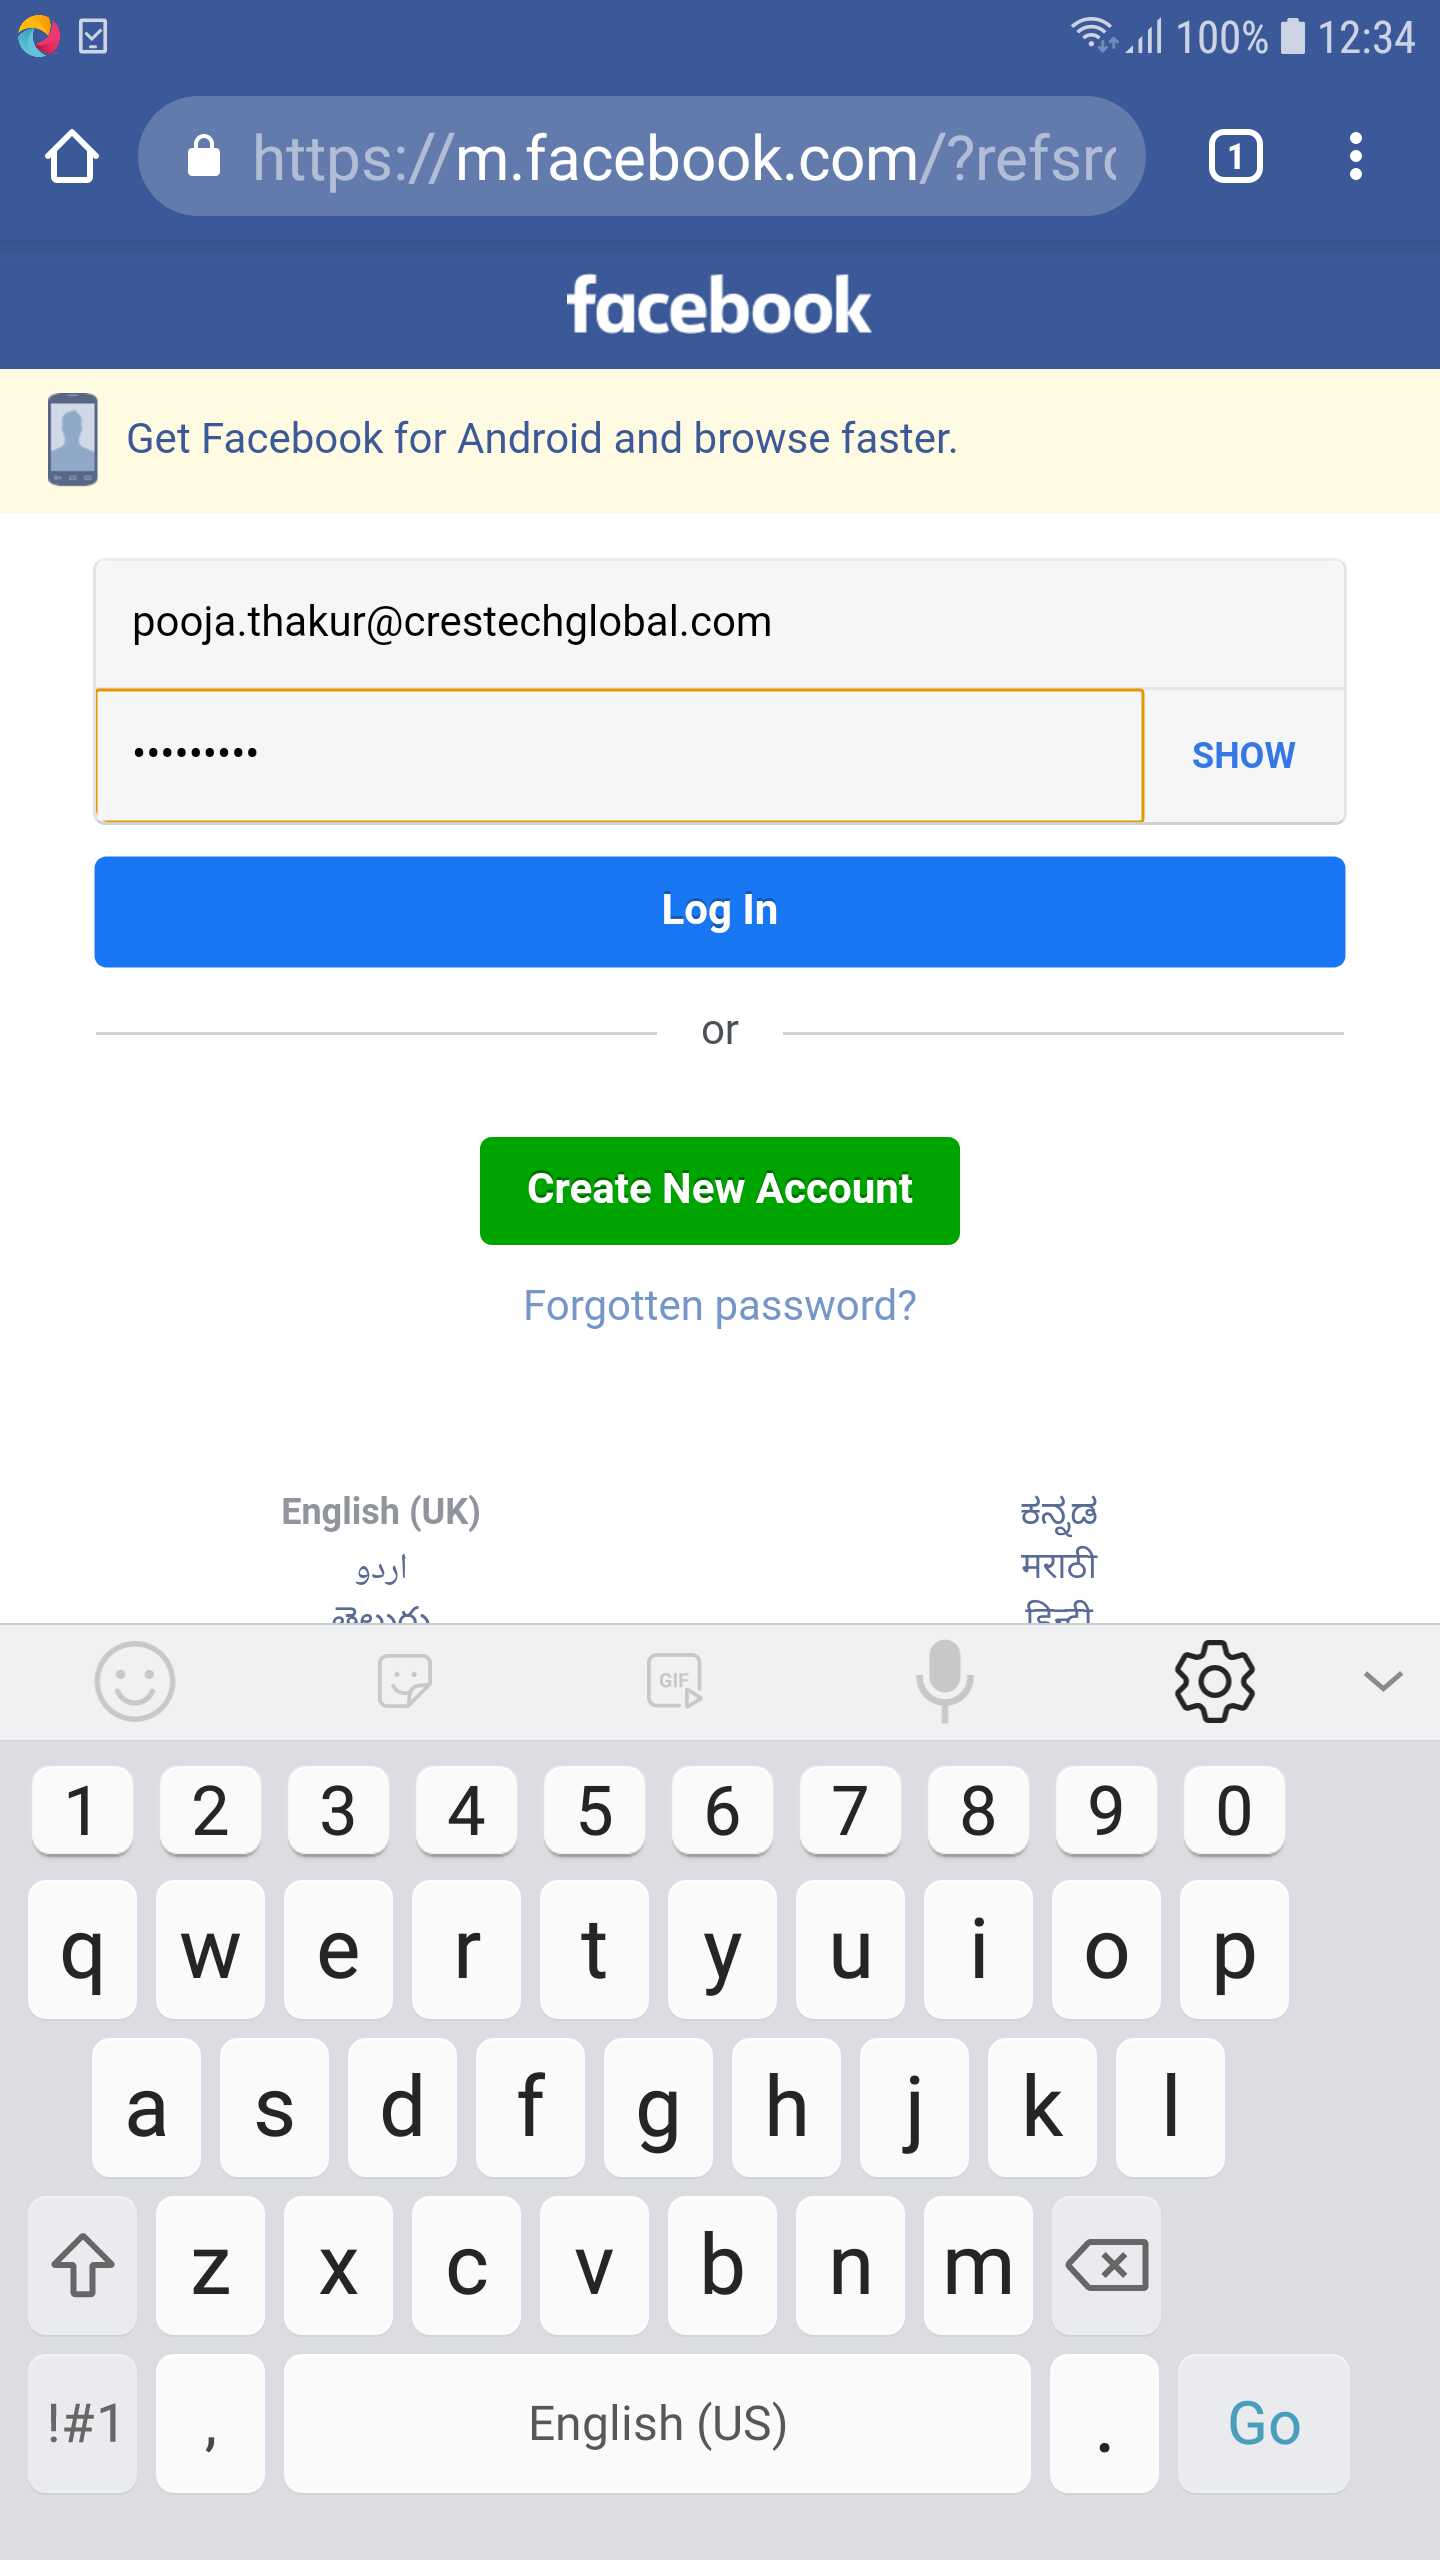 100% 12:34
https://m.facebook.com/?refsrc
1
facebook
Get Facebook for Android and browse faster.
pooja.thakur@crestechglobal.com
•••••••••
SHOW
Log In
or
Create New Account
Forgotten password?
English (UK)
ಕನ್ನಡ
اردو
मराठी
తెలుగు
हिन्दी
GIF
1 2 3 4 5 6 7 8 9 0
q w e r t y u i o p
a s d f g h j k l
z x c v b n m
!#1 , English (US) . Go